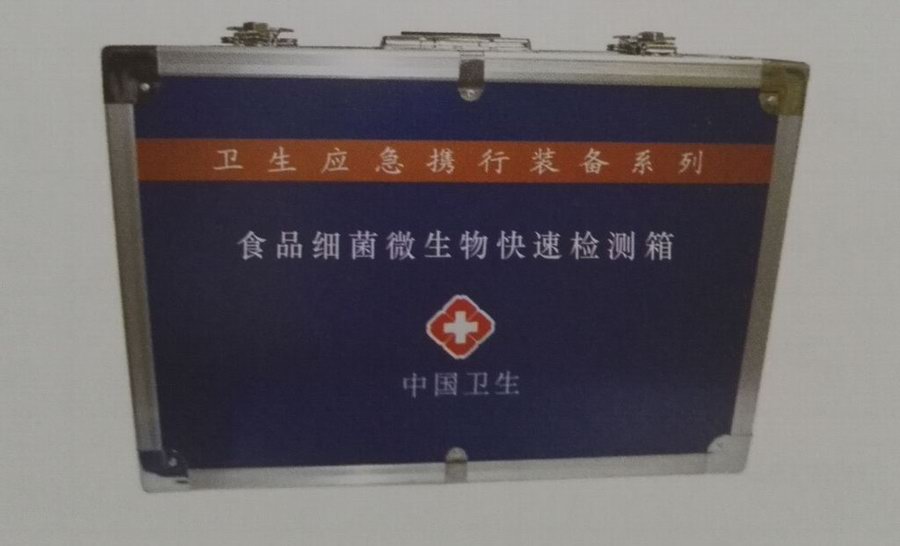 卫生应急携行装备系列
食品细菌微生物快速检测箱
中国卫生